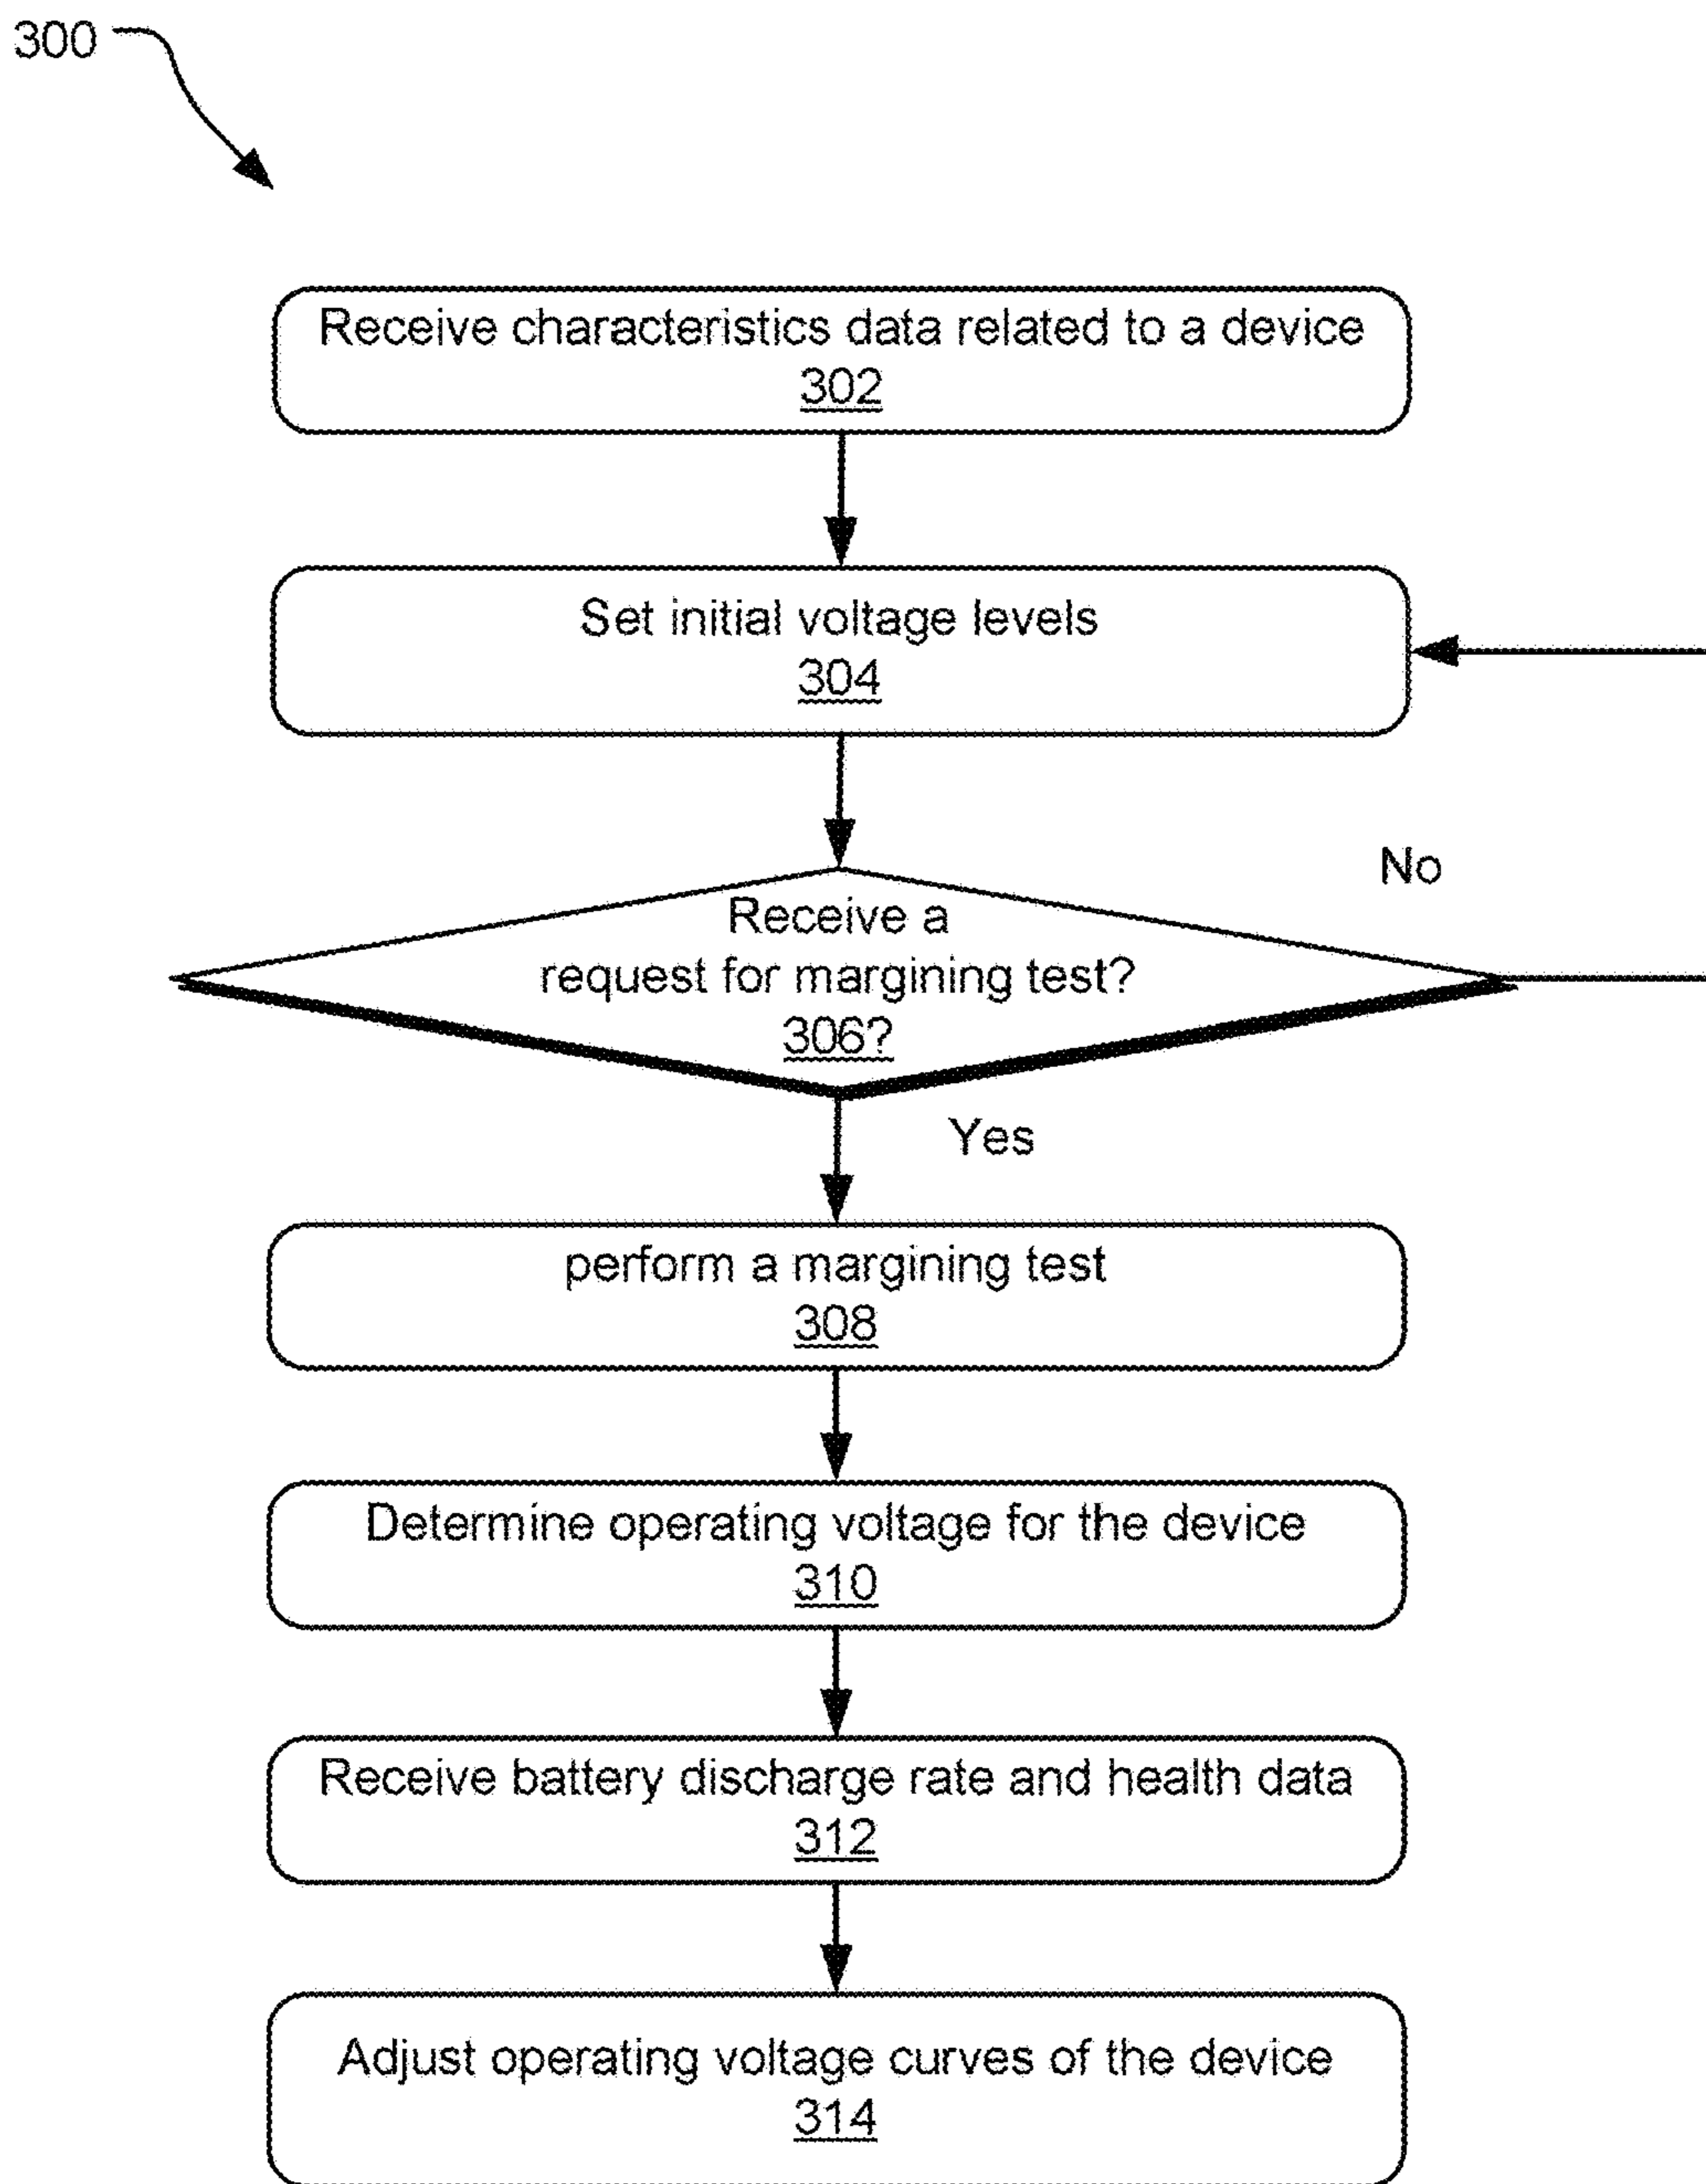 300
Receive characteristics data related to a device
302
Set initial voltage levels
304
No
Receive a
request for margining test?
306?
Yes
perform a margining test
308
Determine operating voltage for the device
310
Receive battery discharge rate and health data
312
Adjust operating voltage curves of the device
314